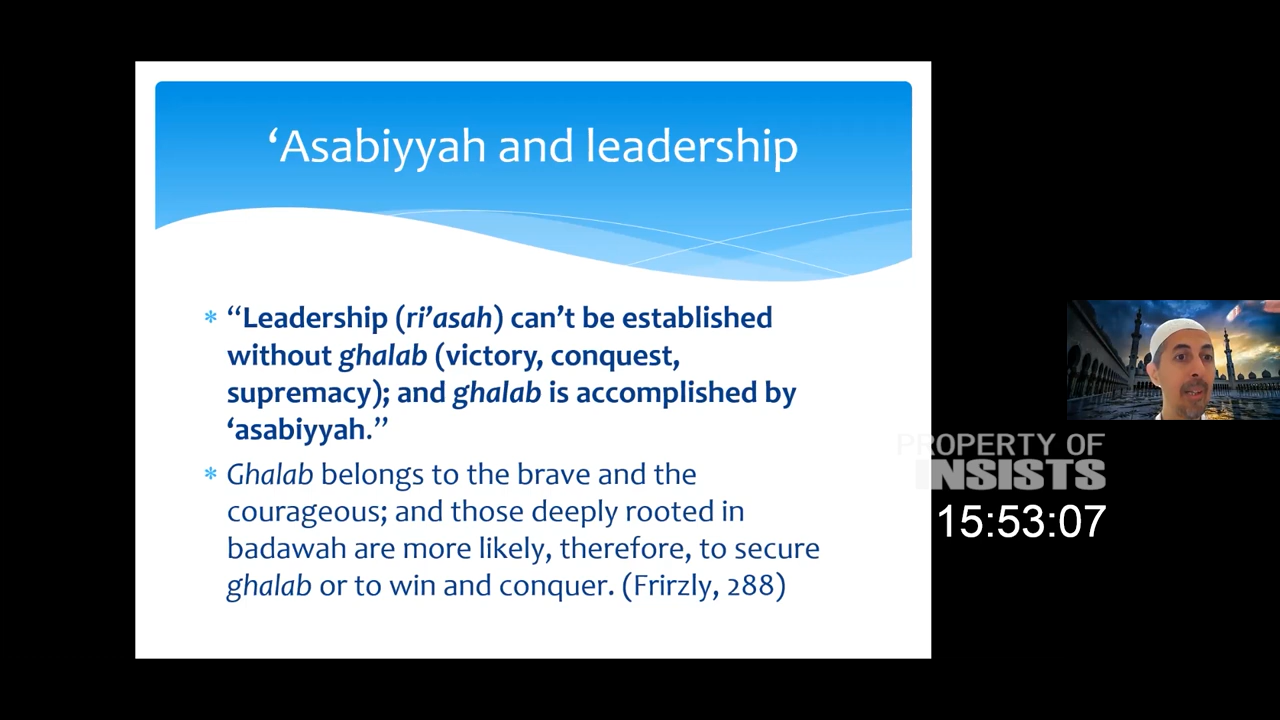 ‘Asabiyyah and leadership
* “Leadership (ri’asah) can’t be established
without ghalab (victory, conquest,
supremacy); and ghalab is accomplished by
‘asabiyyah.”
* Ghalab belongs to the brave and the
courageous; and those deeply rooted in
badawah are more likely, therefore, to secure
ghalab or to win and conquer. (Frirzly, 288)
PROPERTY OF
INSISTS
15:53:07